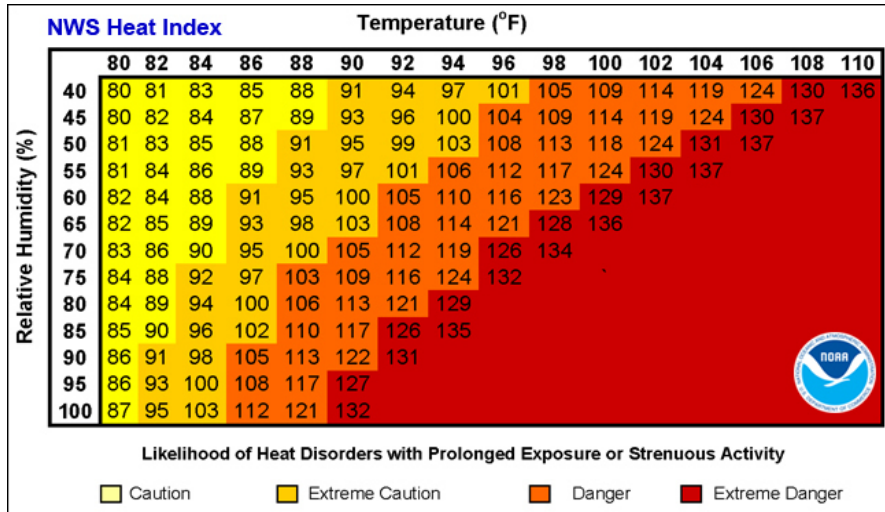 NWS Heat Index Temperature (°F)
80 82 84 86 88 90 92 94 96 98 100 102 104 106 108 110
Relative Humidity (%)
40 80 81 83 85 88 91 94 97 101 105 109 114 119 124 130 136
45 80 82 84 87 89 93 96 100 104 109 114 119 124 130 137
50 81 83 85 88 91 95 99 103 108 113 118 124 131 137
55 81 84 86 89 93 97 101 106 112 117 124 130 137
60 82 84 88 91 95 100 105 110 116 123 129 137
65 82 85 89 93 98 103 108 114 121 128 136
70 83 86 90 95 100 105 112 119 126 134
75 84 88 92 97 103 109 116 124 132
80 84 89 94 100 106 113 121 129
85 85 90 96 102 110 117 126 135
90 86 91 98 105 113 122 131
95 86 93 100 108 117 127
100 87 95 103 112 121 132
NOAA
Likelihood of Heat Disorders with Prolonged Exposure or Strenuous Activity
Caution Extreme Caution Danger Extreme Danger